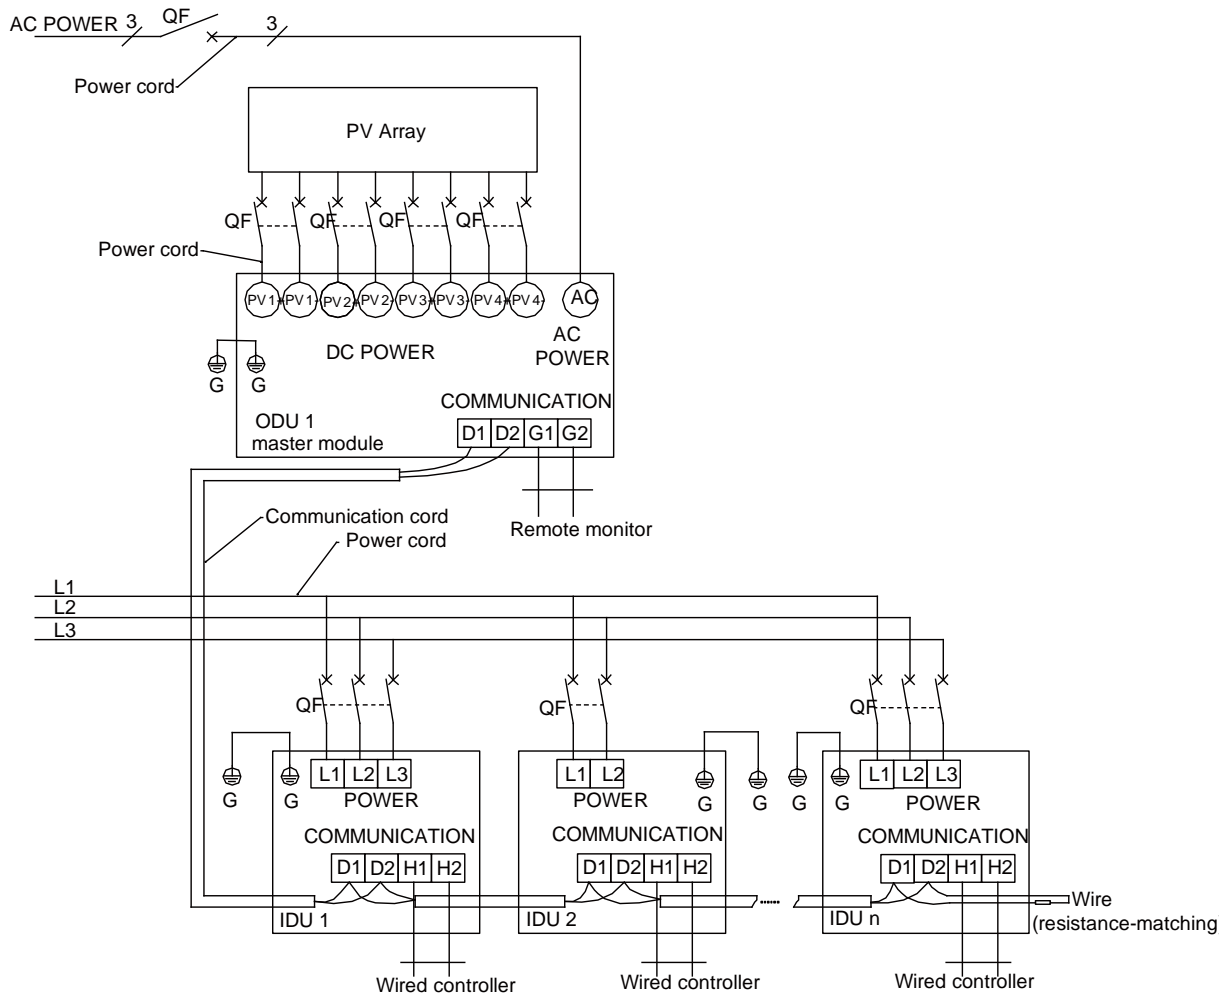 AC POWER 3 QF 3
Power cord
PV Array
QF QF QF QF
Power cord
PV1+ PV1- PV2+ PV2- PV3+ PV3- PV4+ PV4- AC
DC POWER
AC
POWER
G G
COMMUNICATION
ODU 1
master module
D1 D2 G1 G2
Communication cord
Power cord
Remote monitor
L1
L2
L3
QF QF QF
L1 L2 L3 L1 L2 L1 L2 L3
G G G G G G
POWER POWER POWER
COMMUNICATION COMMUNICATION COMMUNICATION
D1 D2 H1 H2 D1 D2 H1 H2 D1 D2 H1 H2
IDU 1 IDU 2 ...... IDU n
Wire
(resistance-matching
Wired controller Wired controller Wired controller